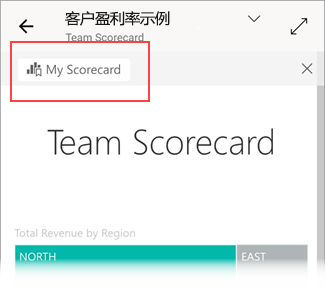 客户盈利率示例
Team Scorecard
My Scorecard
Team Scorecard
Total Revenue by Region
NORTH EAST